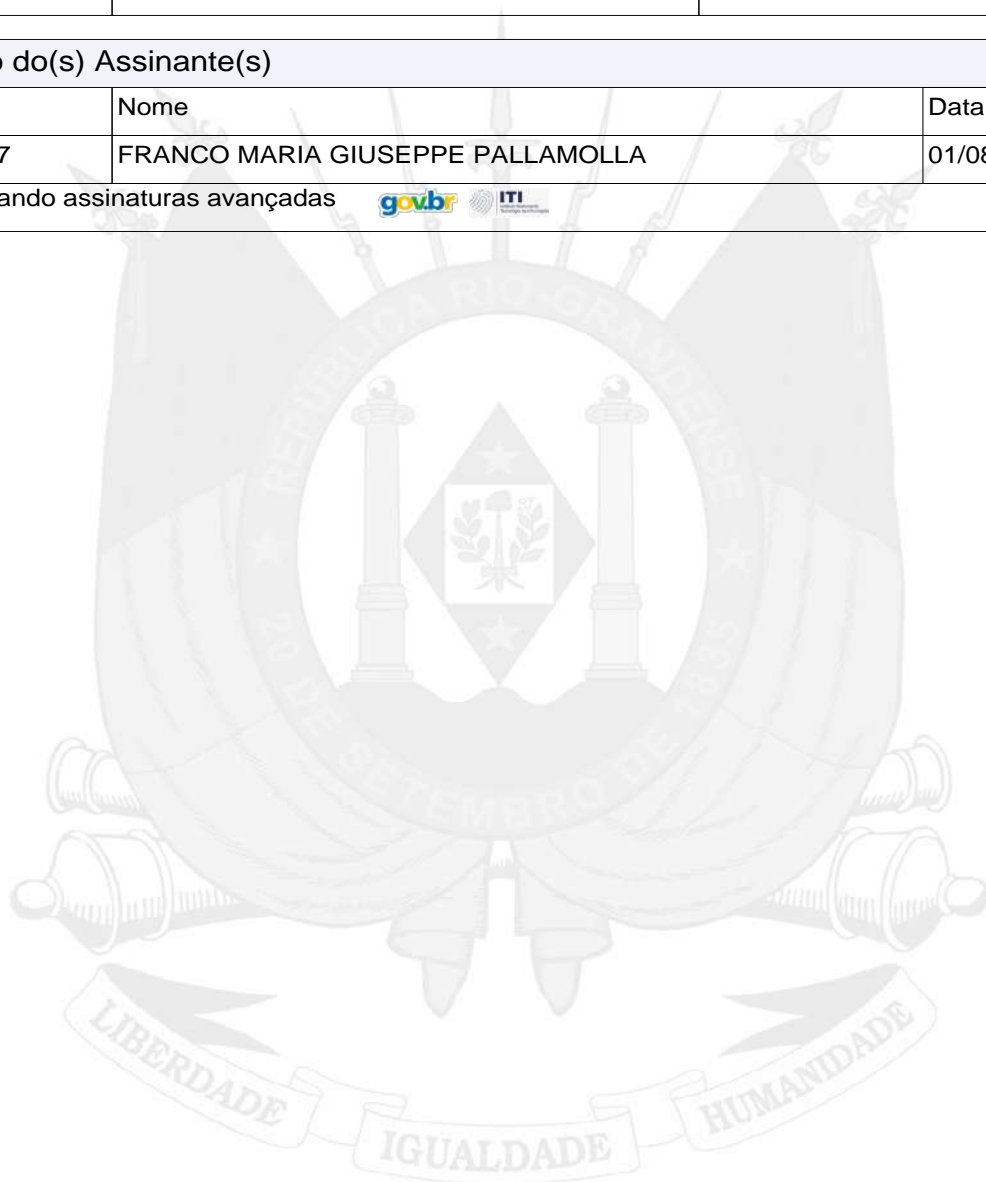 o do(s) Assinante(s)
Nome Data
7 FRANCO MARIA GIUSEPPE PALLAMOLLA 01/08
ando assinaturas avançadas gov.br ITI
REPÚBLICA RIO-GRANDENSE
20 DE SETEMBRO DE 1835
LIBERDADE IGUALDADE HUMANIDADE